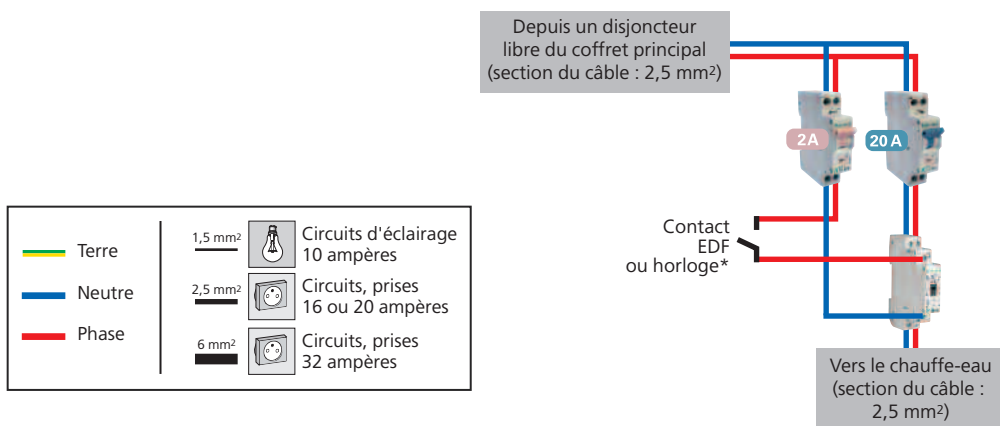 Depuis un disjoncteur
libre du coffret principal
(section du câble : 2,5 mm²)
2A
20 A
Contact
EDF
ou horloge*
Vers le chauffe-eau
(section du câble :
2,5 mm²)
Terre
Neutre
Phase
1,5 mm²
Circuits d'éclairage
10 ampères
2,5 mm²
Circuits, prises
16 ou 20 ampères
6 mm²
Circuits, prises
32 ampères